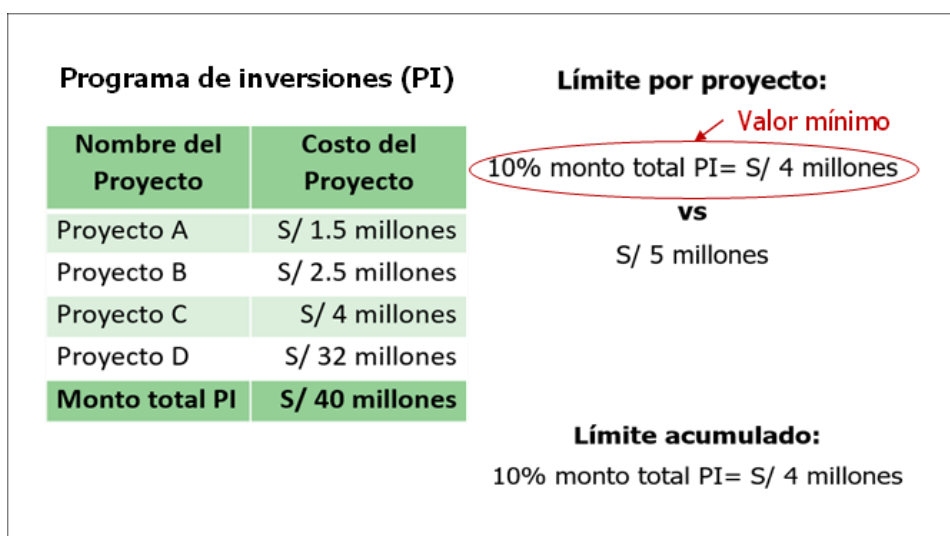 Programa de inversiones (PI)
Nombre del Proyecto
Costo del Proyecto
Proyecto A S/ 1.5 millones
Proyecto B S/ 2.5 millones
Proyecto C S/ 4 millones
Proyecto D S/ 32 millones
Monto total PI S/ 40 millones
Límite por proyecto:
Valor mínimo
10% monto total PI= S/ 4 millones
vs
S/ 5 millones
Límite acumulado:
10% monto total PI= S/ 4 millones